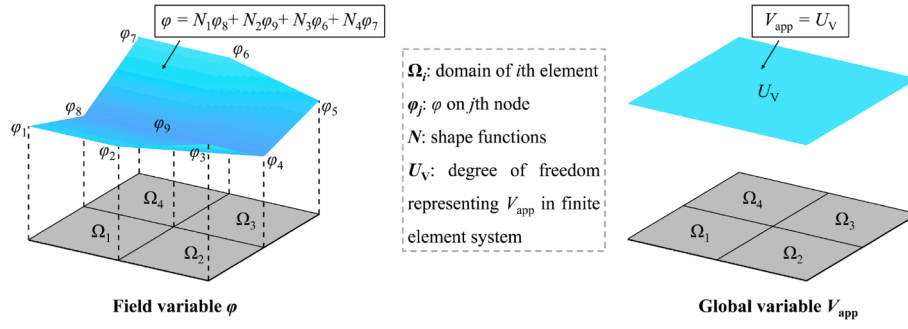 φ = N₁φ₈ + N₂φ₉ + N₃φ₆ + N₄φ₇
φ₇
φ₆
φ₅
φ₈
φ₁
φ₉
φ₂
φ₃
φ₄
Ω₄
Ω₃
Ω₁
Ω₂
Field variable φ
Ωᵢ: domain of ith element
φⱼ: φ on jth node
N: shape functions
U_V: degree of freedom
representing V_app in finite
element system
V_app = U_V
U_V
Ω₄
Ω₃
Ω₁
Ω₂
Global variable V_app